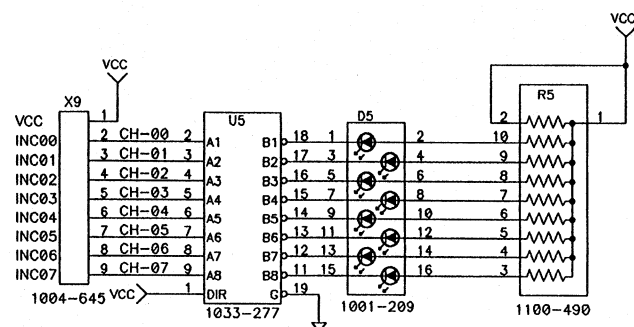 VCC
VCC
X9 U5 D5 R5
VCC 1 2 1
INC00 2 CH-00 2 A1 B1 18 1 2 10
INC01 3 CH-01 3 A2 B2 17 3 4 9
INC02 4 CH-02 4 A3 B3 16 5 6 8
INC03 5 CH-03 5 A4 B4 15 7 8 7
INC04 6 CH-04 6 A5 B5 14 9 10 6
INC05 7 CH-05 7 A6 B6 13 11 12 5
INC06 8 CH-06 8 A7 B7 12 13 14 4
INC07 9 CH-07 9 A8 B8 11 15 16 3
1004-645 VCC 1 DIR G 19
1033-277 1001-209 1100-490